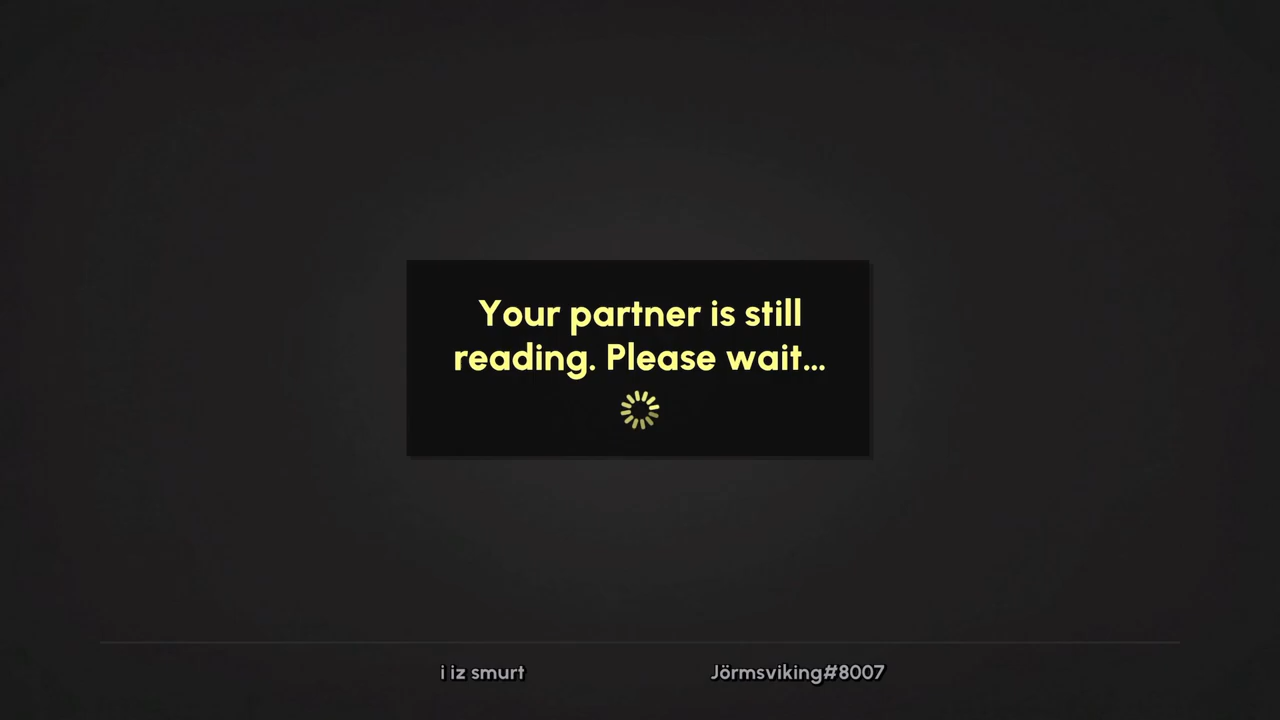 Your partner is still
reading. Please wait...
i iz smurt
Jörmsviking#8007